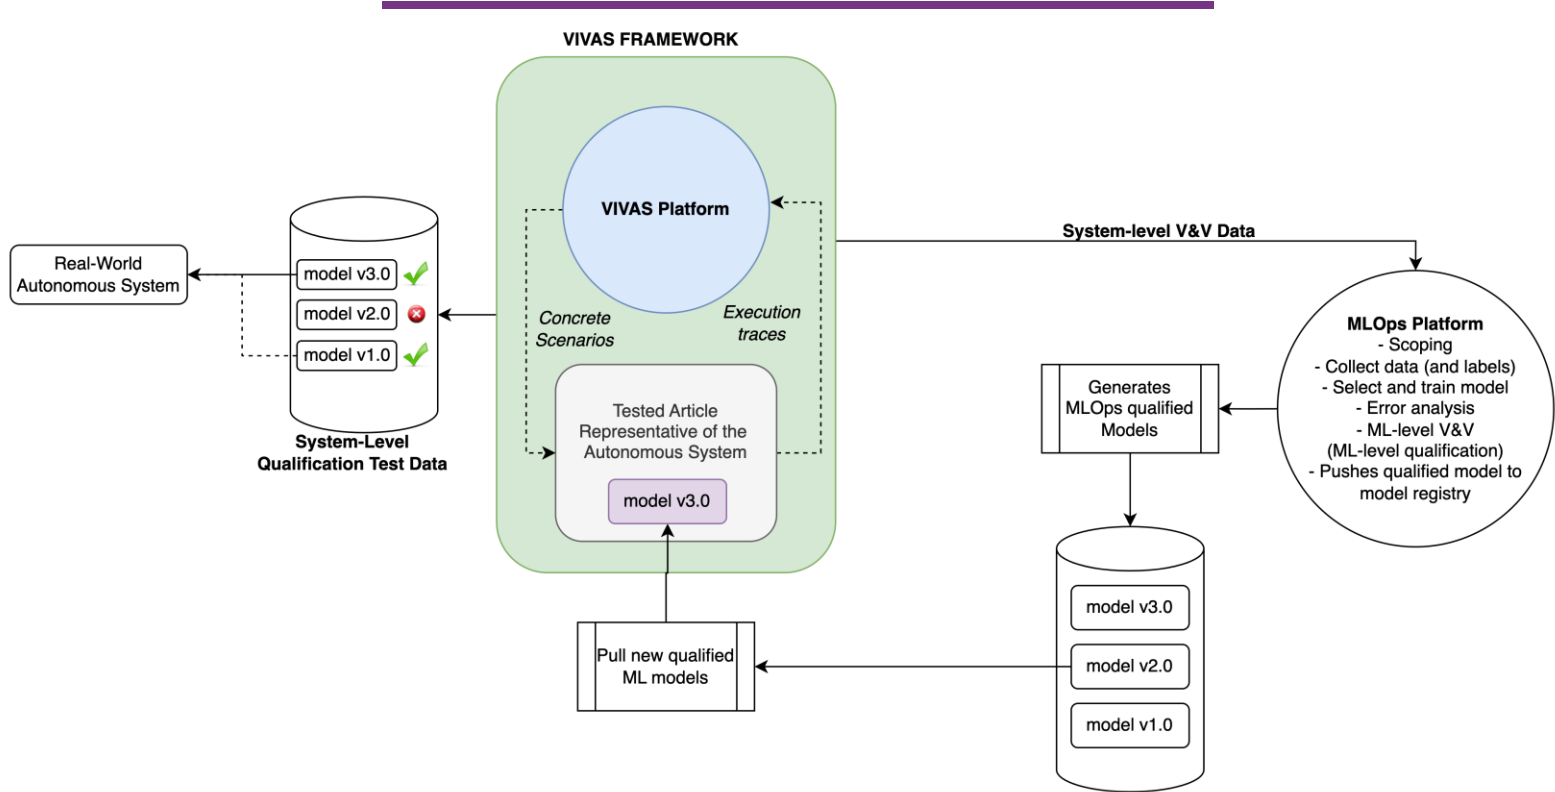 VIVAS FRAMEWORK
VIVAS Platform
Concrete
Scenarios
Execution
traces
Tested Article
Representative of the
Autonomous System
model v3.0
Real-World
Autonomous System
model v3.0
model v2.0
model v1.0
System-Level
Qualification Test Data
System-level V&V Data
MLOps Platform
- Scoping
- Collect data (and labels)
- Select and train model
- Error analysis
- ML-level V&V
(ML-level qualification)
- Pushes qualified model to
model registry
Generates
MLOps qualified
Models
model v3.0
model v2.0
model v1.0
Pull new qualified
ML models